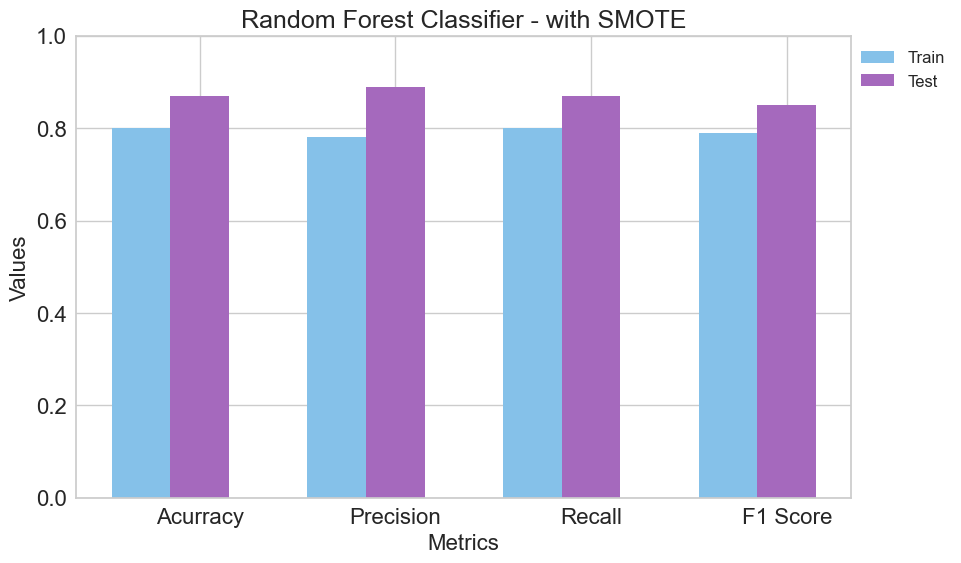 Random Forest Classifier - with SMOTE
Train
Test
1.0
0.8
0.6
0.4
0.2
0.0
Values
Acurracy Precision Recall F1 Score
Metrics